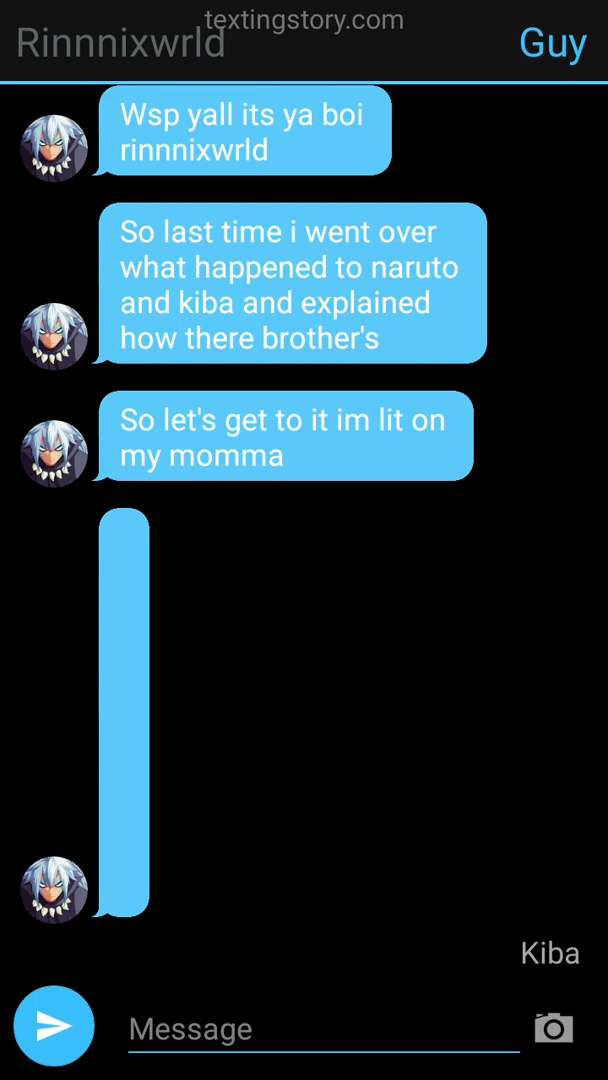 textingstory.com
Rinnnixwrld
Guy
Wsp yall its ya boi
rinnnixwrld
So last time i went over
what happened to naruto
and kiba and explained
how there brother's
So let's get to it im lit on
my momma
Kiba
Message